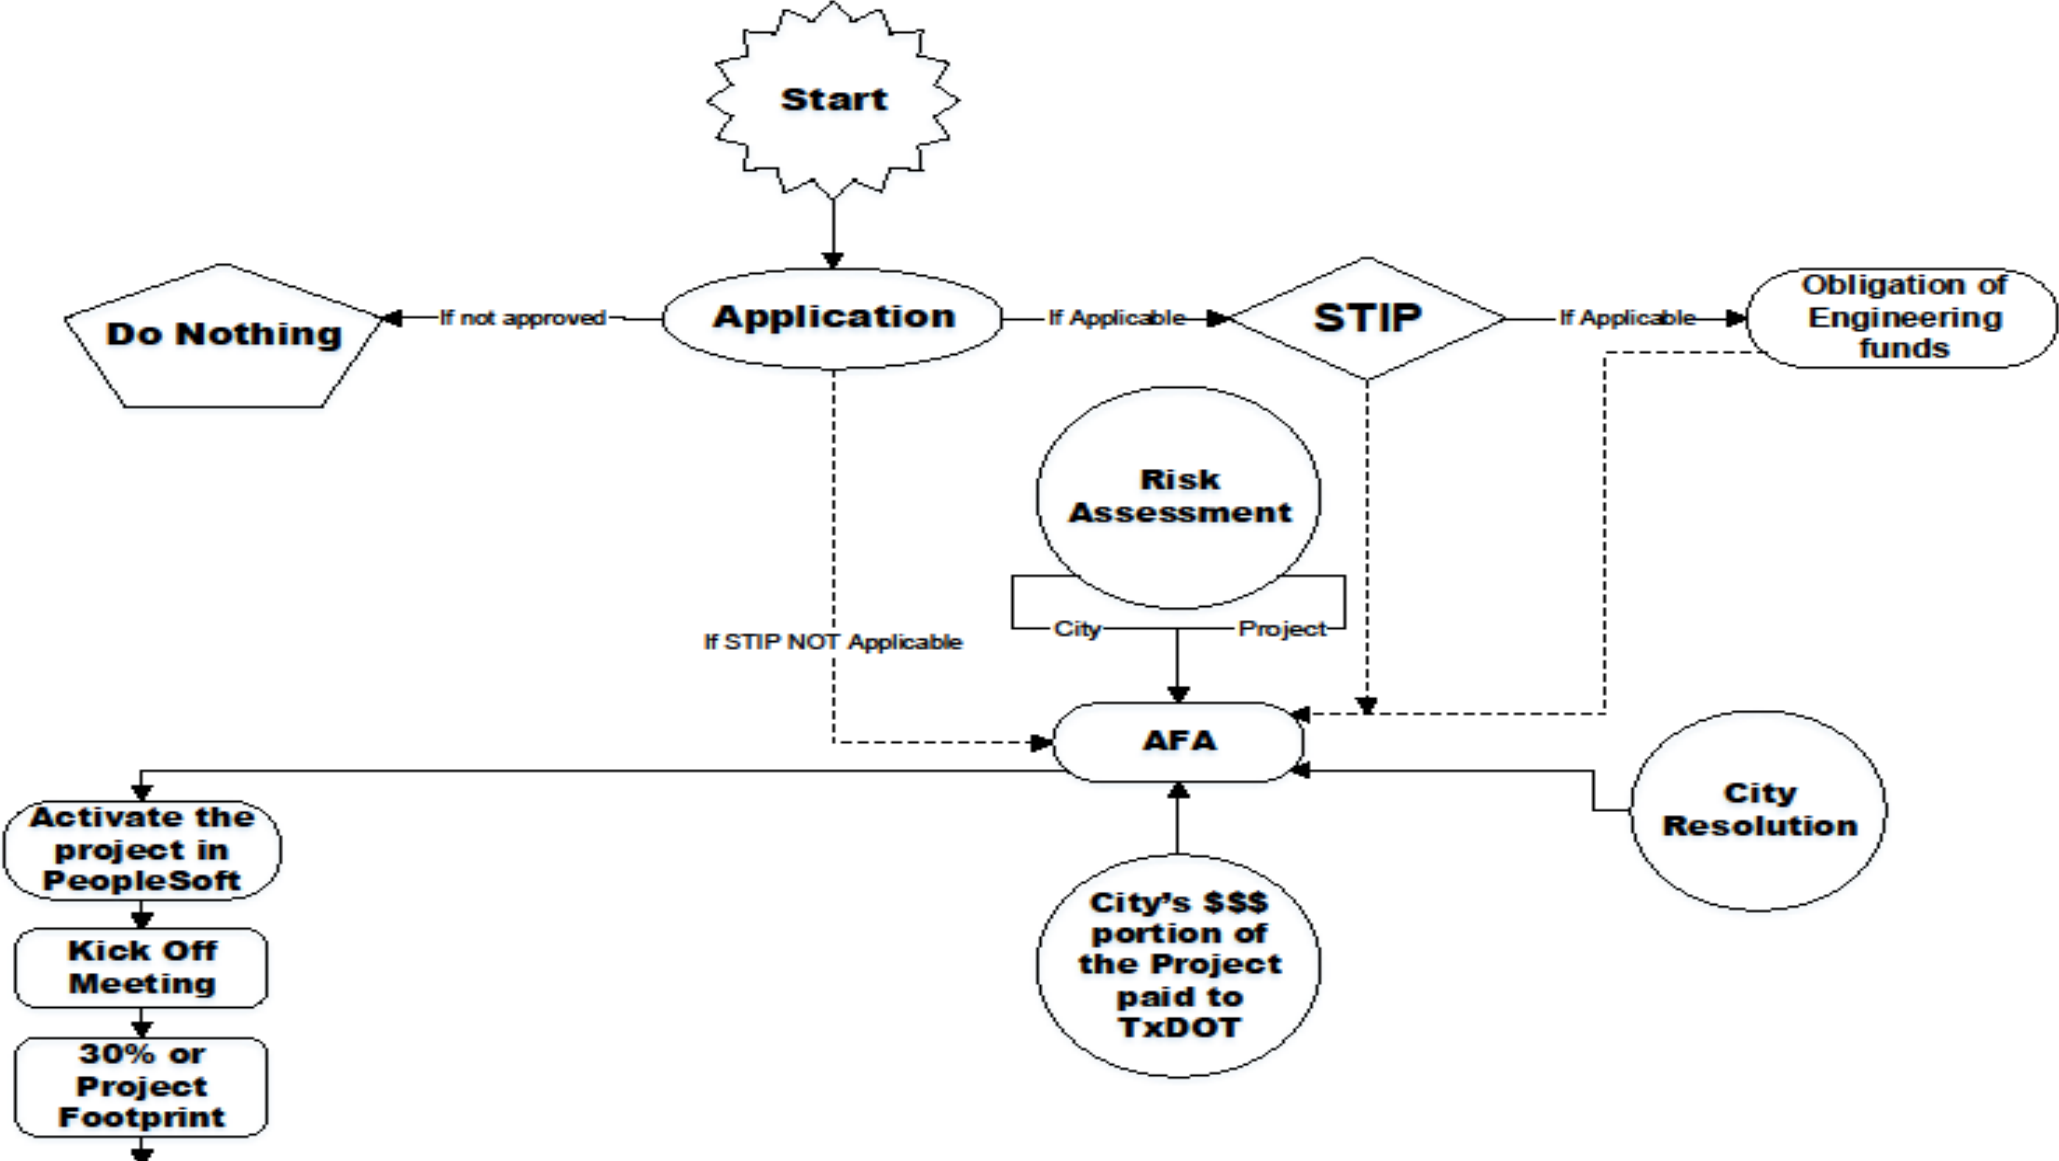 Start
Do Nothing
If not approved
Application
If Applicable
STIP
If Applicable
Obligation of
Engineering
funds
Risk
Assessment
City
Project
If STIP NOT Applicable
AFA
City
Resolution
Activate the
project in
PeopleSoft
Kick Off
Meeting
30% or
Project
Footprint
City’s $$$
portion of
the Project
paid to
TxDOT